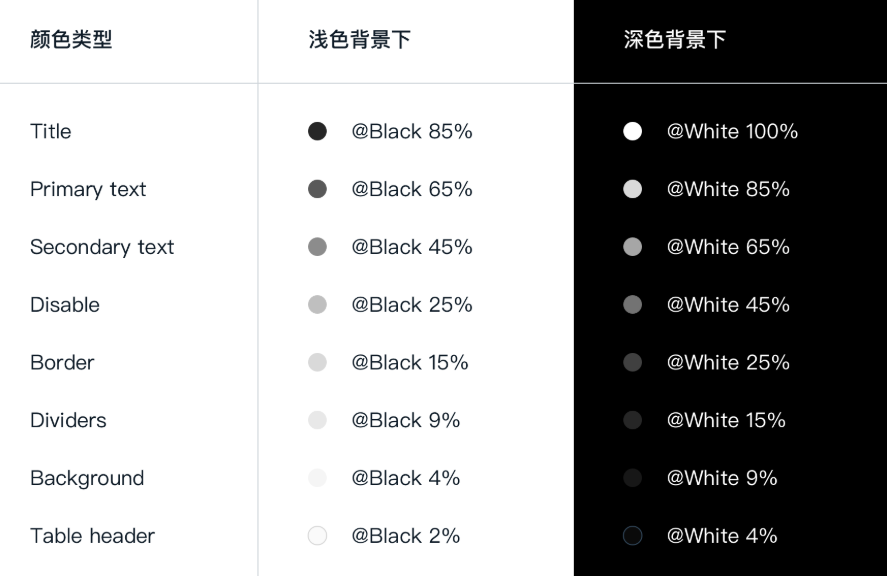 颜色类型 浅色背景下 深色背景下
Title @Black 85% @White 100%
Primary text @Black 65% @White 85%
Secondary text @Black 45% @White 65%
Disable @Black 25% @White 45%
Border @Black 15% @White 25%
Dividers @Black 9% @White 15%
Background @Black 4% @White 9%
Table header @Black 2% @White 4%